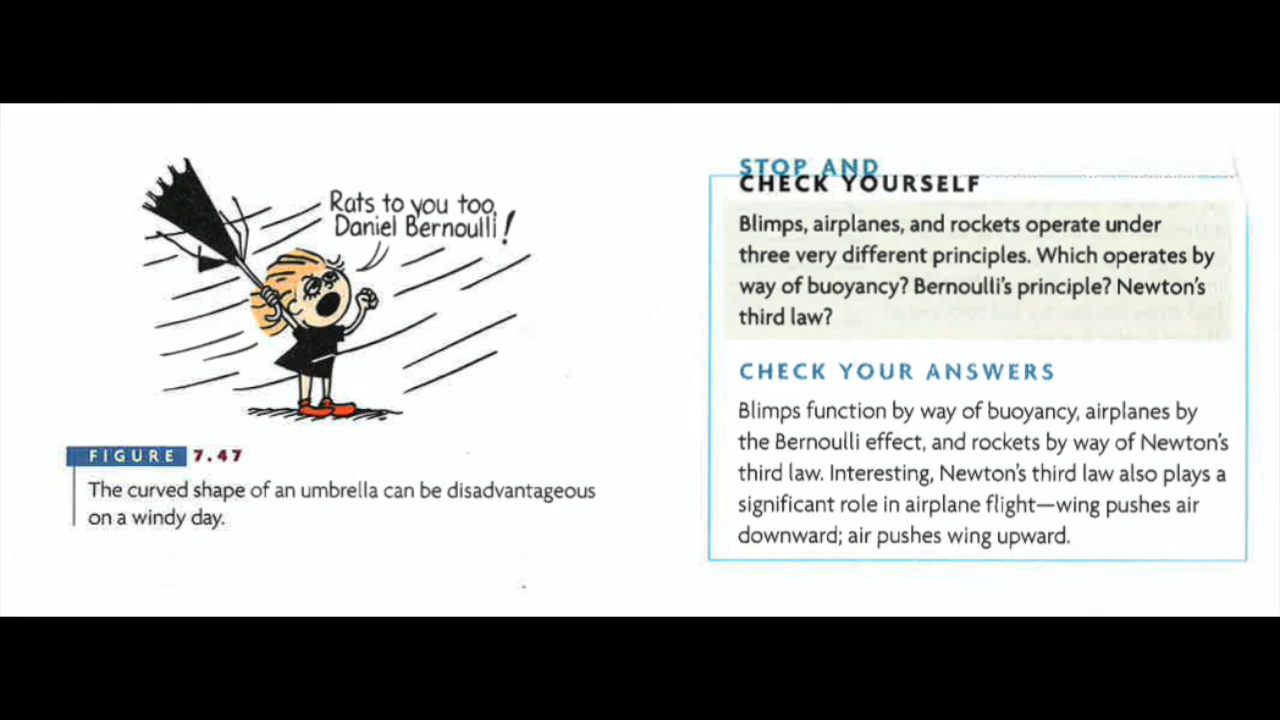 Rats to you too,
Daniel Bernoulli!
FIGURE 7.47
The curved shape of an umbrella can be disadvantageous
on a windy day.
STOP AND
CHECK YOURSELF
Blimps, airplanes, and rockets operate under
three very different principles. Which operates by
way of buoyancy? Bernoulli's principle? Newton's
third law?
CHECK YOUR ANSWERS
Blimps function by way of buoyancy, airplanes by
the Bernoulli effect, and rockets by way of Newton's
third law. Interesting, Newton's third law also plays a
significant role in airplane flight—wing pushes air
downward; air pushes wing upward.